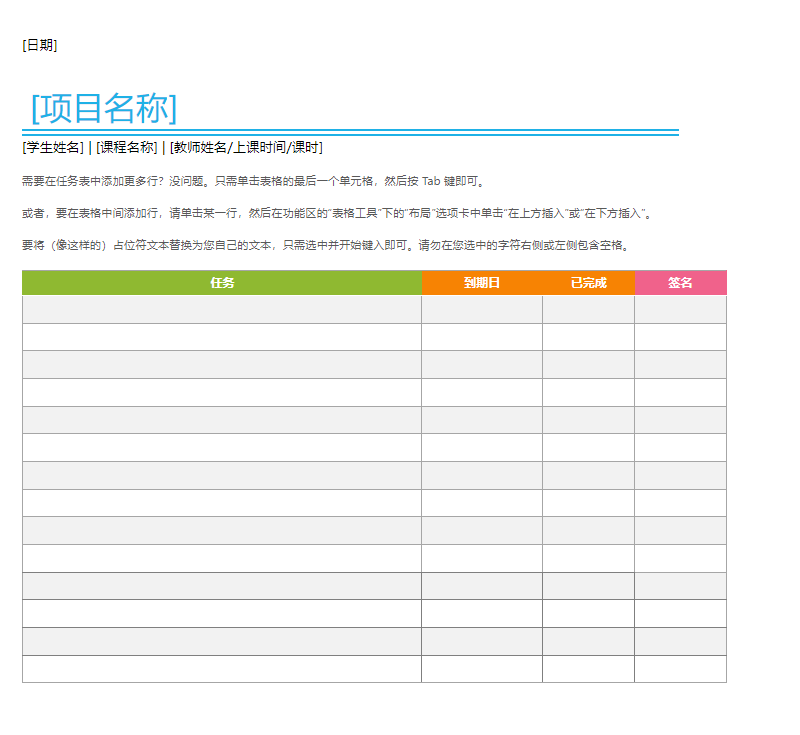 [日期]
[项目名称]
[学生姓名] | [课程名称] | [教师姓名/上课时间/课时]
需要在任务表中添加更多行？没问题。只需单击表格的最后一个单元格，然后按 Tab 键即可。
或者，要在表格中间添加行，请单击某一行，然后在功能区的“表格工具”下的“布局”选项卡中单击“在上方插入”或“在下方插入”。
要将（像这样的）占位符文本替换为您自己的文本，只需选中并开始键入即可。请勿在您选中的字符右侧或左侧包含空格。
任务 到期日 已完成 签名